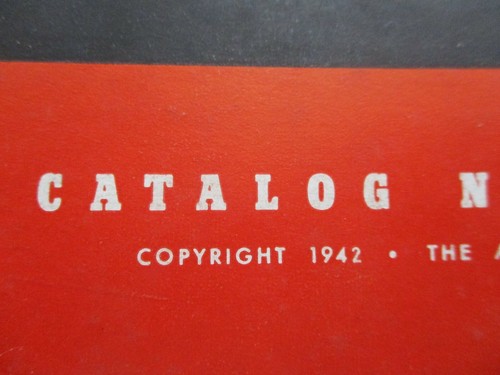 CATALOG N
COPYRIGHT 1942 • THE